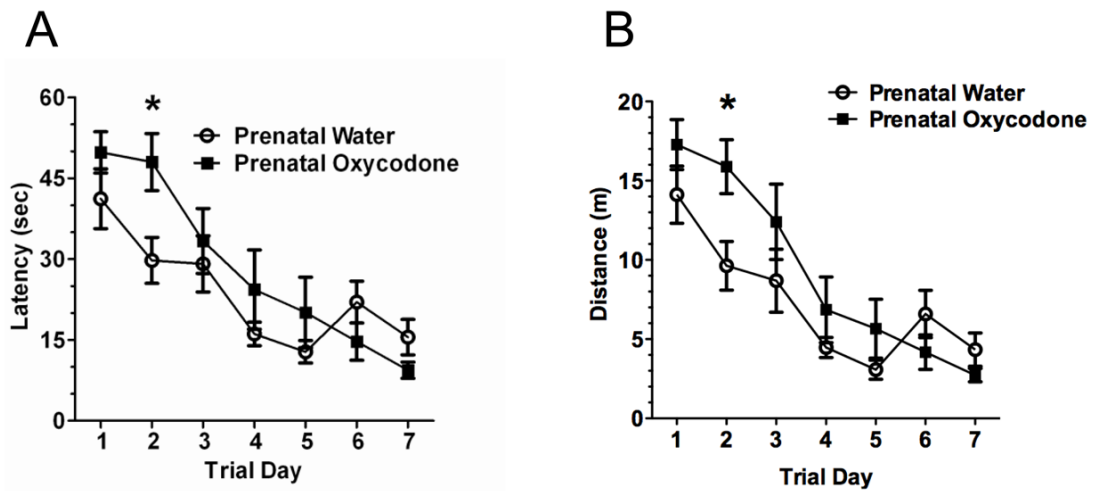 A
60
45
30
15
0
Latency (sec)
*
Prenatal Water
Prenatal Oxycodone
1 2 3 4 5 6 7
Trial Day
B
20
15
10
5
0
Distance (m)
*
Prenatal Water
Prenatal Oxycodone
1 2 3 4 5 6 7
Trial Day